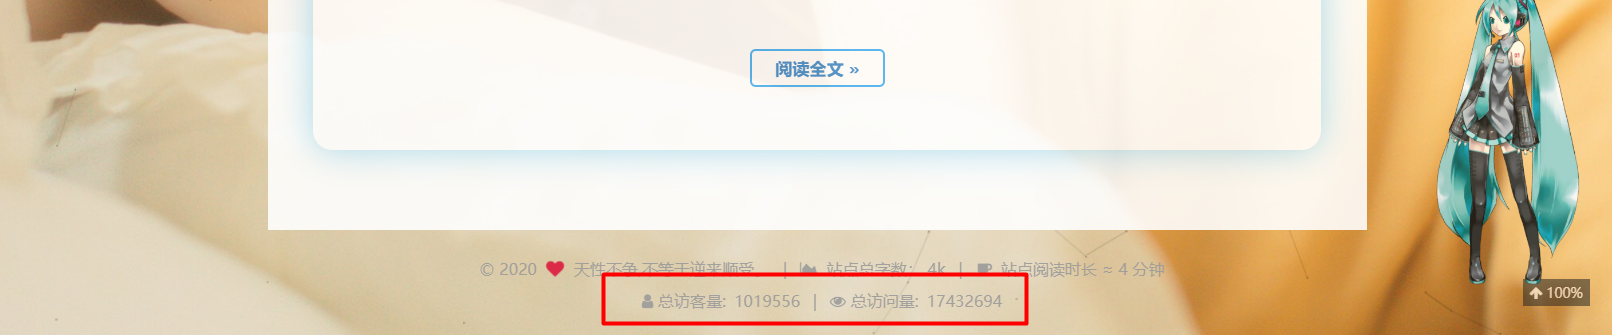 阅读全文 »
© 2020 天性不争 不等于逆来顺受。 | 站点总字数： 4k | 站点阅读时长 ≈ 4 分钟
总访客量: 1019556 | 总访问量: 17432694
100%